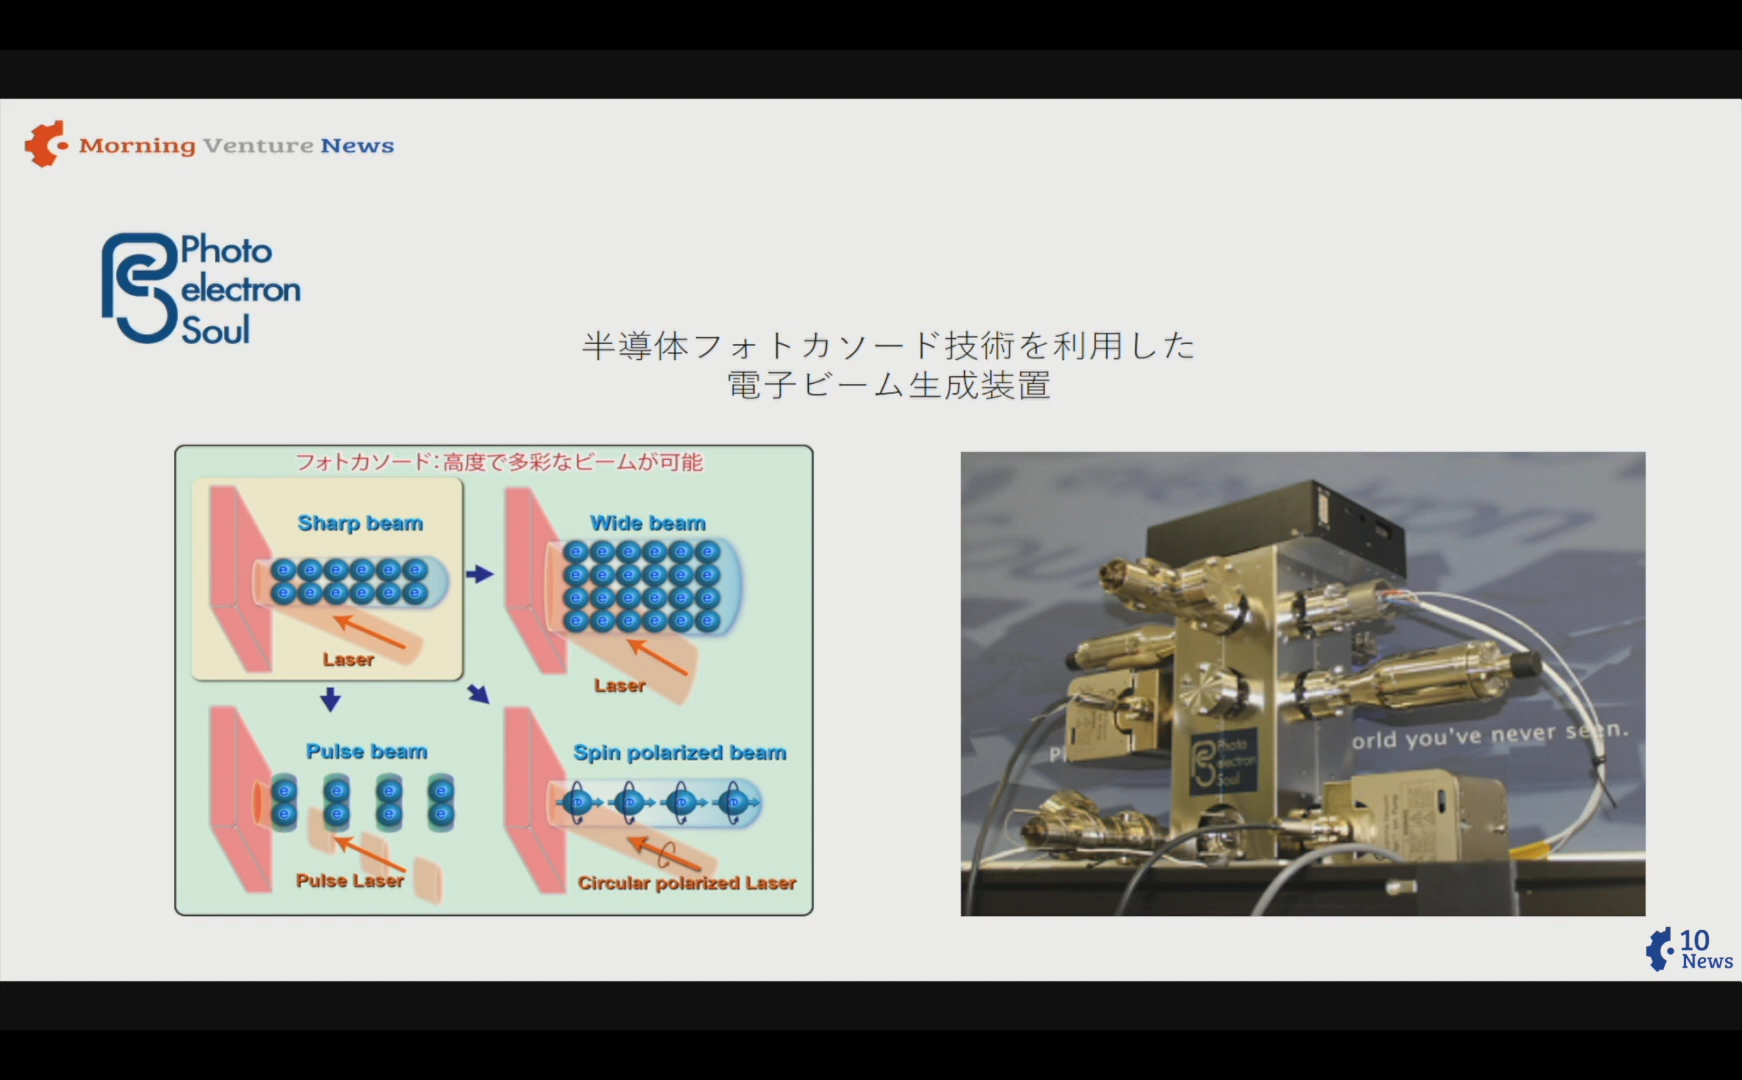 Morning Venture News
Photo
electron
Soul
半導体フォトカソード技術を利用した
電子ビーム生成装置
フォトカソード:高度で多彩なビームが可能
Sharp beam
e e e e e e
e e e e e e
Laser
Wide beam
e e e e e e
e e e e e e
e e e e e e
e e e e e e
Laser
Pulse beam
e e e e
e e e e
Pulse Laser
Spin polarized beam
e e e e
Circular polarized Laser
orld you've never seen.
Photo
electron
Soul
10
News